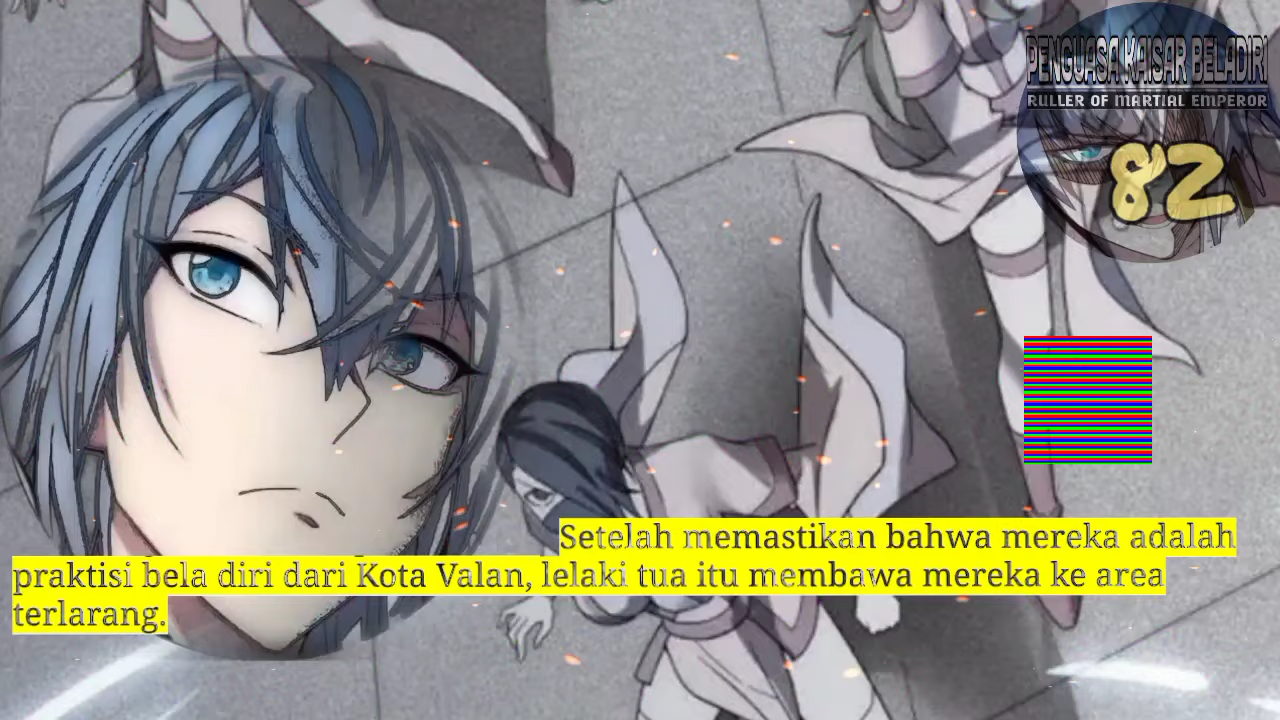 PENGUASA KAISAR BELADIRI
RULLER OF MARTIAL EMPEROR
82
Setelah memastikan bahwa mereka adalah
praktisi bela diri dari Kota Valan, lelaki tua itu membawa mereka ke area
terlarang.